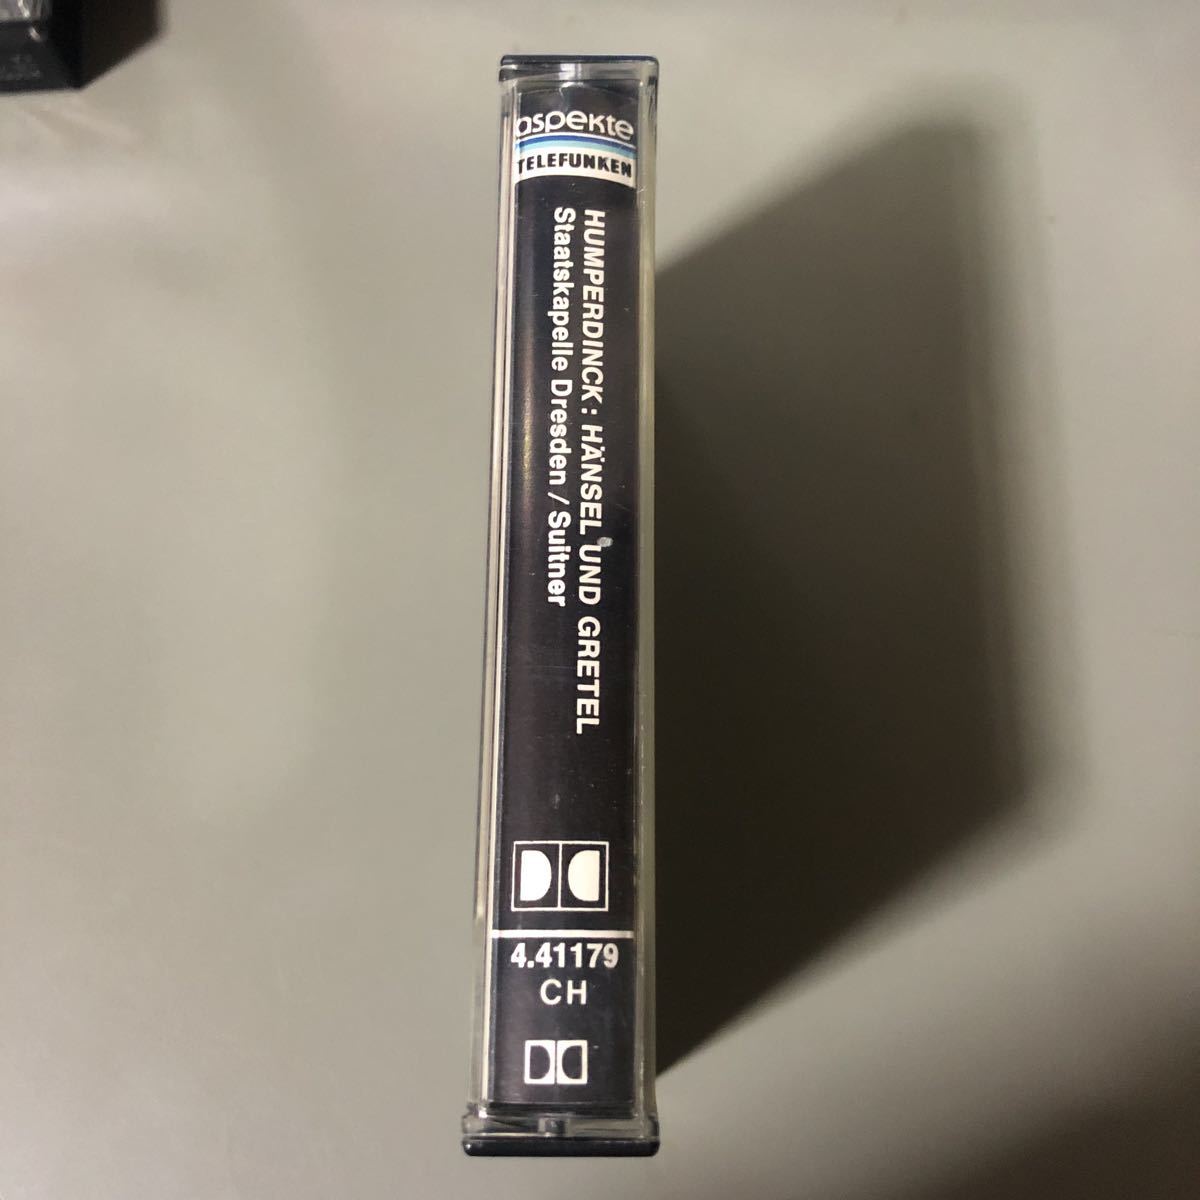 aspekte
TELEFUNKEN
HUMPERDINCK: HÄNSEL UND GRETEL
Staatskapelle Dresden / Suitner
4.41179
CH